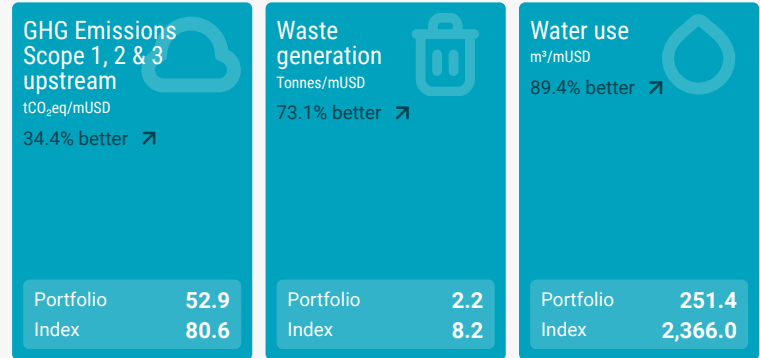 GHG Emissions
Scope 1, 2 & 3
upstream
tCO₂eq/mUSD
34.4% better
Portfolio 52.9
Index 80.6
Waste
generation
Tonnes/mUSD
73.1% better
Portfolio 2.2
Index 8.2
Water use
m³/mUSD
89.4% better
Portfolio 251.4
Index 2,366.0